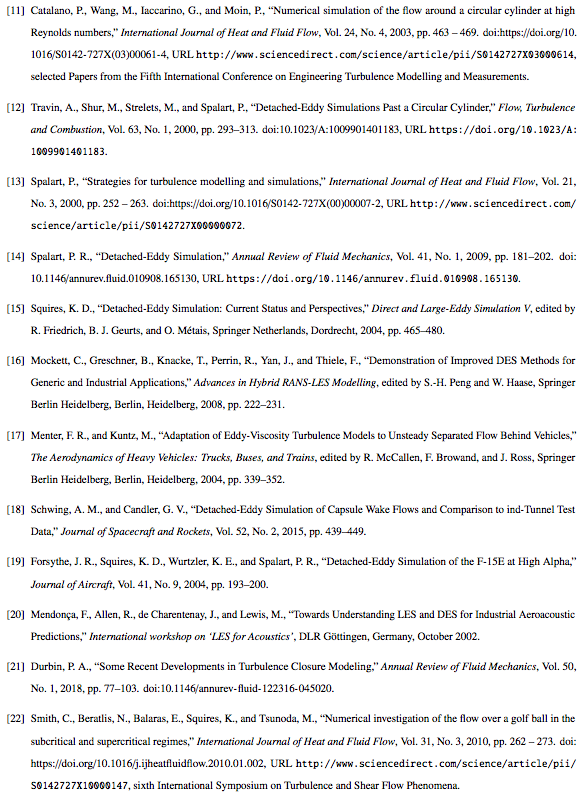 [11] Catalano, P., Wang, M., Iaccarino, G., and Moin, P., “Numerical simulation of the flow around a circular cylinder at high
Reynolds numbers,” International Journal of Heat and Fluid Flow, Vol. 24, No. 4, 2003, pp. 463 – 469. doi:https://doi.org/10.
1016/S0142-727X(03)00061-4, URL http://www.sciencedirect.com/science/article/pii/S0142727X03000614,
selected Papers from the Fifth International Conference on Engineering Turbulence Modelling and Measurements.
[12] Travin, A., Shur, M., Strelets, M., and Spalart, P., “Detached-Eddy Simulations Past a Circular Cylinder,” Flow, Turbulence
and Combustion, Vol. 63, No. 1, 2000, pp. 293–313. doi:10.1023/A:1009901401183, URL https://doi.org/10.1023/A:
1009901401183.
[13] Spalart, P., “Strategies for turbulence modelling and simulations,” International Journal of Heat and Fluid Flow, Vol. 21,
No. 3, 2000, pp. 252 – 263. doi:https://doi.org/10.1016/S0142-727X(00)00007-2, URL http://www.sciencedirect.com/
science/article/pii/S0142727X00000072.
[14] Spalart, P. R., “Detached-Eddy Simulation,” Annual Review of Fluid Mechanics, Vol. 41, No. 1, 2009, pp. 181–202. doi:
10.1146/annurev.fluid.010908.165130, URL https://doi.org/10.1146/annurev.fluid.010908.165130.
[15] Squires, K. D., “Detached-Eddy Simulation: Current Status and Perspectives,” Direct and Large-Eddy Simulation V, edited by
R. Friedrich, B. J. Geurts, and O. Métais, Springer Netherlands, Dordrecht, 2004, pp. 465–480.
[16] Mockett, C., Greschner, B., Knacke, T., Perrin, R., Yan, J., and Thiele, F., “Demonstration of Improved DES Methods for
Generic and Industrial Applications,” Advances in Hybrid RANS-LES Modelling, edited by S.-H. Peng and W. Haase, Springer
Berlin Heidelberg, Berlin, Heidelberg, 2008, pp. 222–231.
[17] Menter, F. R., and Kuntz, M., “Adaptation of Eddy-Viscosity Turbulence Models to Unsteady Separated Flow Behind Vehicles,”
The Aerodynamics of Heavy Vehicles: Trucks, Buses, and Trains, edited by R. McCallen, F. Browand, and J. Ross, Springer
Berlin Heidelberg, Berlin, Heidelberg, 2004, pp. 339–352.
[18] Schwing, A. M., and Candler, G. V., “Detached-Eddy Simulation of Capsule Wake Flows and Comparison to ind-Tunnel Test
Data,” Journal of Spacecraft and Rockets, Vol. 52, No. 2, 2015, pp. 439–449.
[19] Forsythe, J. R., Squires, K. D., Wurtzler, K. E., and Spalart, P. R., “Detached-Eddy Simulation of the F-15E at High Alpha,”
Journal of Aircraft, Vol. 41, No. 9, 2004, pp. 193–200.
[20] Mendonça, F., Allen, R., de Charentenay, J., and Lewis, M., “Towards Understanding LES and DES for Industrial Aeroacoustic
Predictions,” International workshop on ‘LES for Acoustics’, DLR Göttingen, Germany, October 2002.
[21] Durbin, P. A., “Some Recent Developments in Turbulence Closure Modeling,” Annual Review of Fluid Mechanics, Vol. 50,
No. 1, 2018, pp. 77–103. doi:10.1146/annurev-fluid-122316-045020.
[22] Smith, C., Beratlis, N., Balaras, E., Squires, K., and Tsunoda, M., “Numerical investigation of the flow over a golf ball in the
subcritical and supercritical regimes,” International Journal of Heat and Fluid Flow, Vol. 31, No. 3, 2010, pp. 262 – 273. doi:
https://doi.org/10.1016/j.ijheatfluidflow.2010.01.002, URL http://www.sciencedirect.com/science/article/pii/
S0142727X10000147, sixth International Symposium on Turbulence and Shear Flow Phenomena.